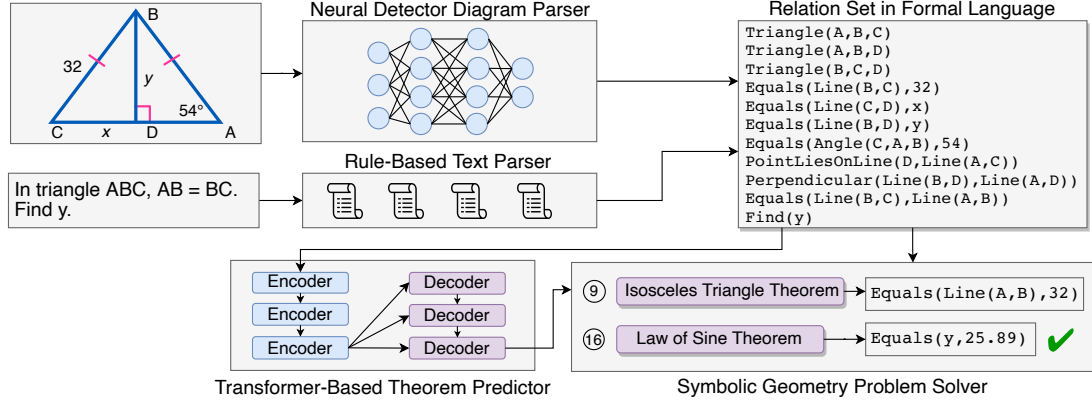 Neural Detector Diagram Parser
Relation Set in Formal Language
B
32
y
54°
C
x
D
A
Triangle(A,B,C)
Triangle(A,B,D)
Triangle(B,C,D)
Equals(Line(B,C),32)
Equals(Line(C,D),x)
Equals(Line(B,D),y)
Equals(Angle(C,A,B),54)
PointLiesOnLine(D,Line(A,C))
Perpendicular(Line(B,D),Line(A,D))
Equals(Line(B,C),Line(A,B))
Find(y)
Rule-Based Text Parser
In triangle ABC, AB = BC.
Find y.
Encoder
Encoder
Encoder
Decoder
Decoder
Decoder
Transformer-Based Theorem Predictor
9 Isosceles Triangle Theorem Equals(Line(A,B),32)
16 Law of Sine Theorem Equals(y,25.89)
Symbolic Geometry Problem Solver